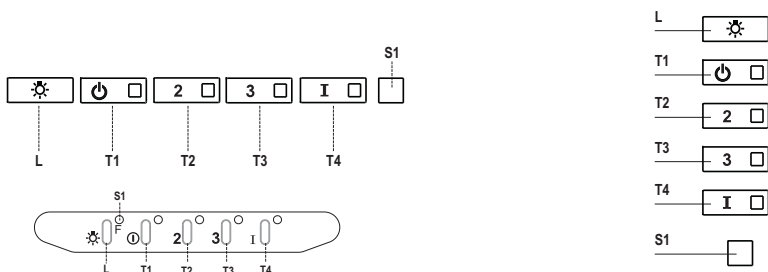 S1
2 3 I
L T1 T2 T3 T4
S1
F
2 3 I
L T1 T2 T3 T4
L
T1
T2 2
T3 3
T4 I
S1